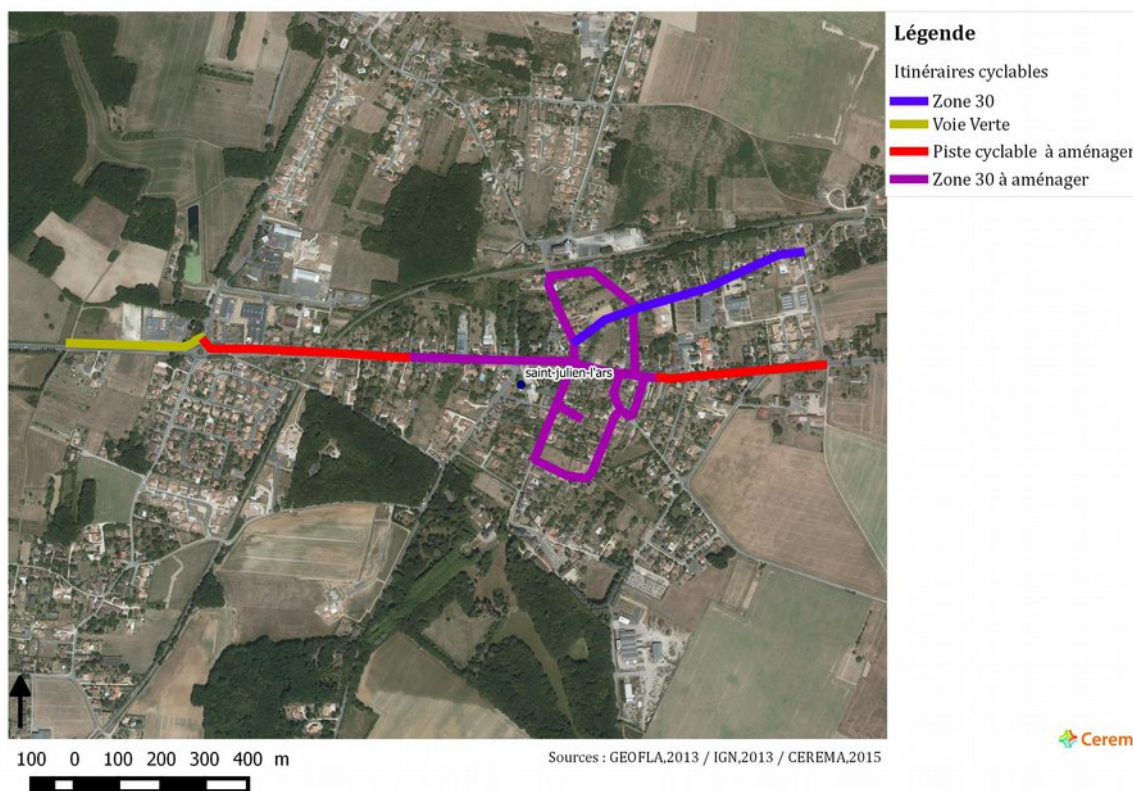 Légende
Itinéraires cyclables
Zone 30
Voie Verte
Piste cyclable à aménager
Zone 30 à aménager
saint-julien-l'ars
100 0 100 200 300 400 m
Sources : GEOFLA,2013 / IGN,2013 / CEREMA,2015
Cerem